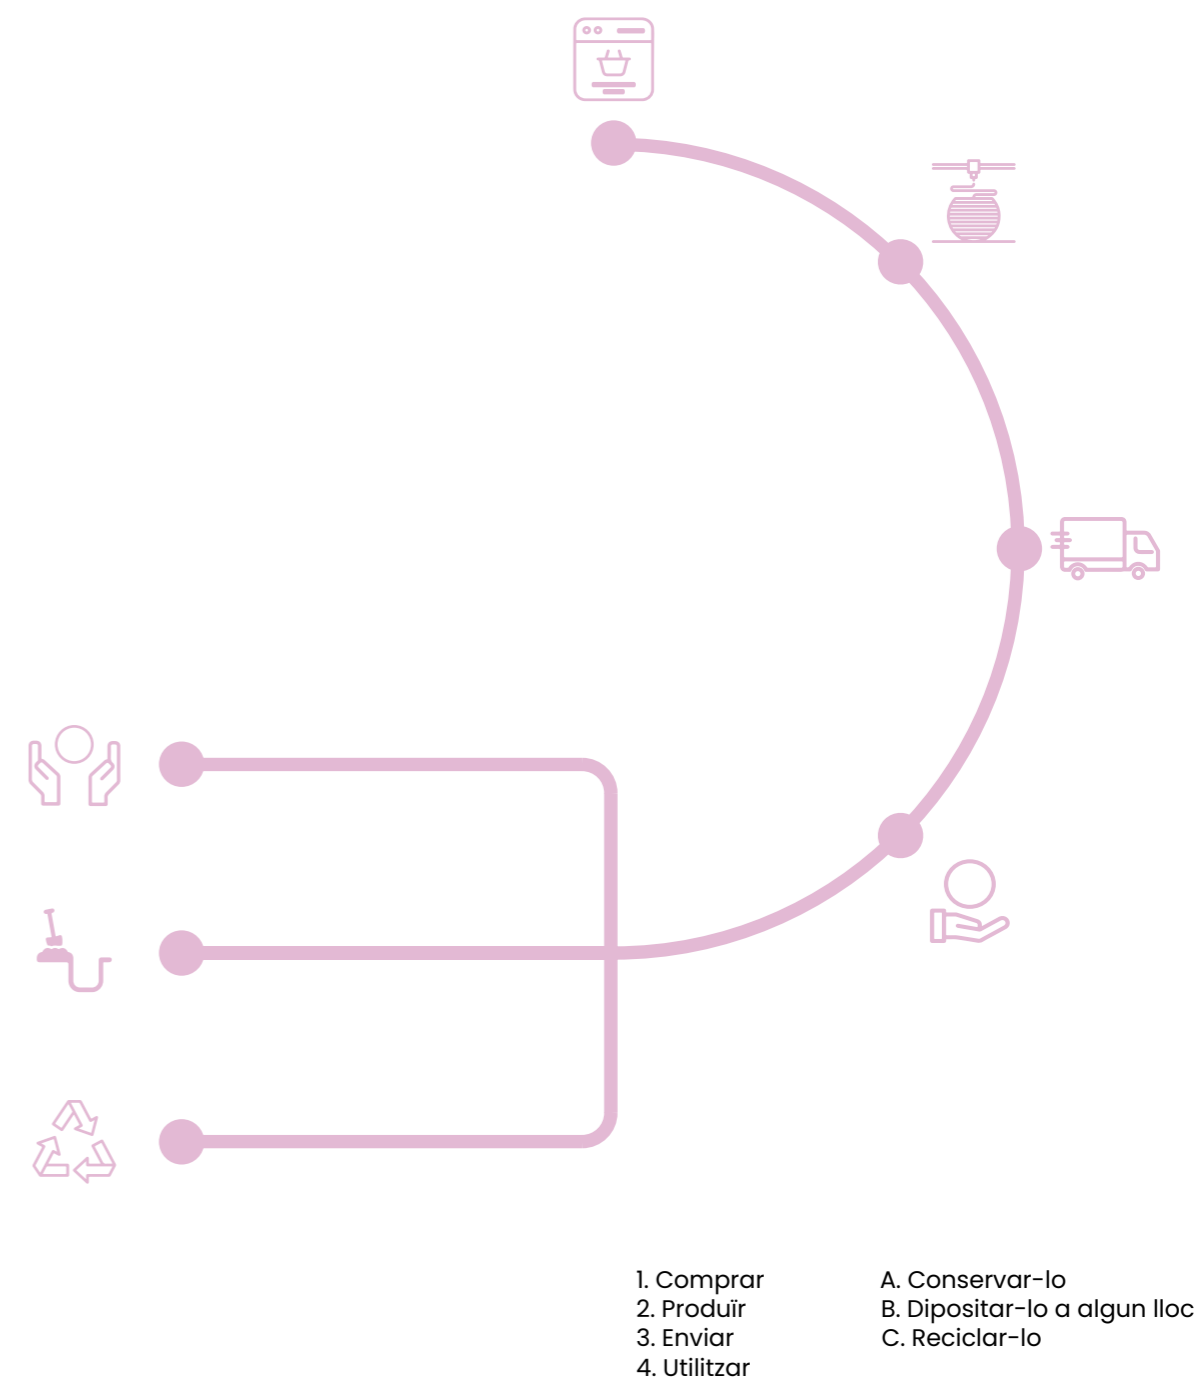 1. Comprar
2. Produïr
3. Enviar
4. Utilitzar
A. Conservar-lo
B. Dipositar-lo a algun lloc
C. Reciclar-lo